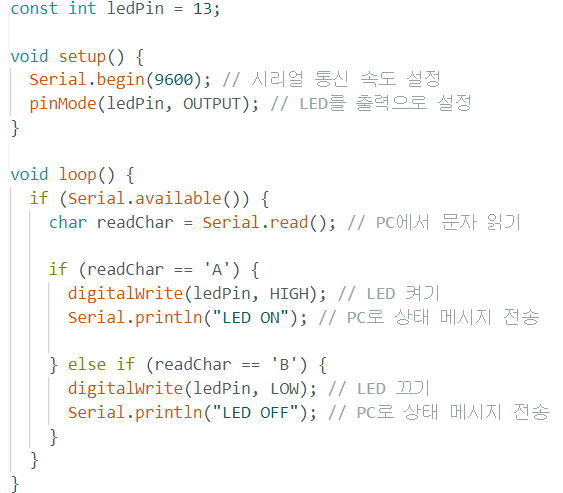 const int ledPin = 13;

void setup() {
  Serial.begin(9600); // 시리얼 통신 속도 설정
  pinMode(ledPin, OUTPUT); // LED를 출력으로 설정
}

void loop() {
  if (Serial.available()) {
    char readChar = Serial.read(); // PC에서 문자 읽기

    if (readChar == 'A') {
      digitalWrite(ledPin, HIGH); // LED 켜기
      Serial.println("LED ON"); // PC로 상태 메시지 전송

    } else if (readChar == 'B') {
      digitalWrite(ledPin, LOW); // LED 끄기
      Serial.println("LED OFF"); // PC로 상태 메시지 전송
    }
  }
}